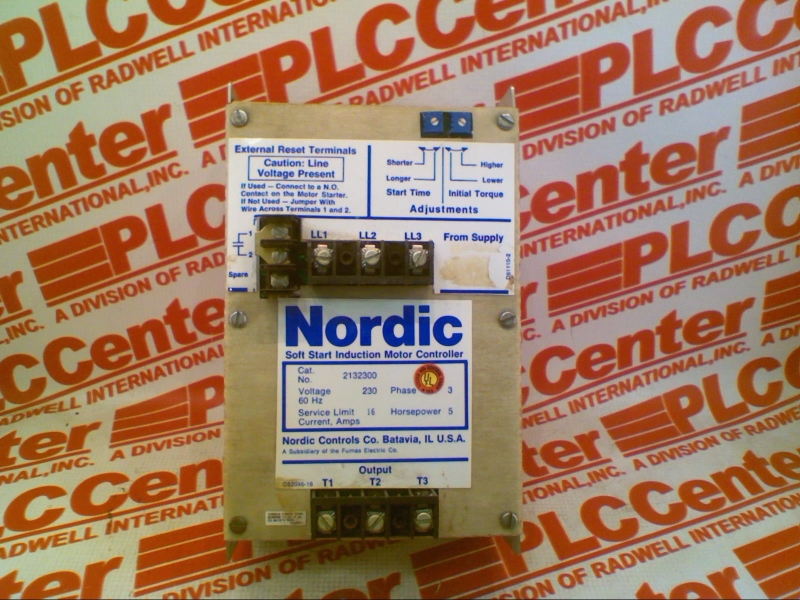 External Reset Terminals
Caution: Line
Voltage Present
If Used — Connect to a N.O.
Contact on the Motor Starter.
If Not Used — Jumper With
Wire Across Terminals 1 and 2.
Shorter
Longer
Start Time
Higher
Lower
Initial Torque
Adjustments
1
2
Spare
LL1 LL2 LL3
From Supply
Nordic
Soft Start Induction Motor Controller
Cat. No. 2132300
Voltage 230 Phase 3
60 Hz
Service Limit 16 Horsepower 5
Current, Amps
UL
Nordic Controls Co. Batavia, IL U.S.A.
A Subsidiary of the Furnas Electric Co.
Output
T1 T2 T3
PLCCenter
A DIVISION OF RADWELL INTERNATIONAL, INC.